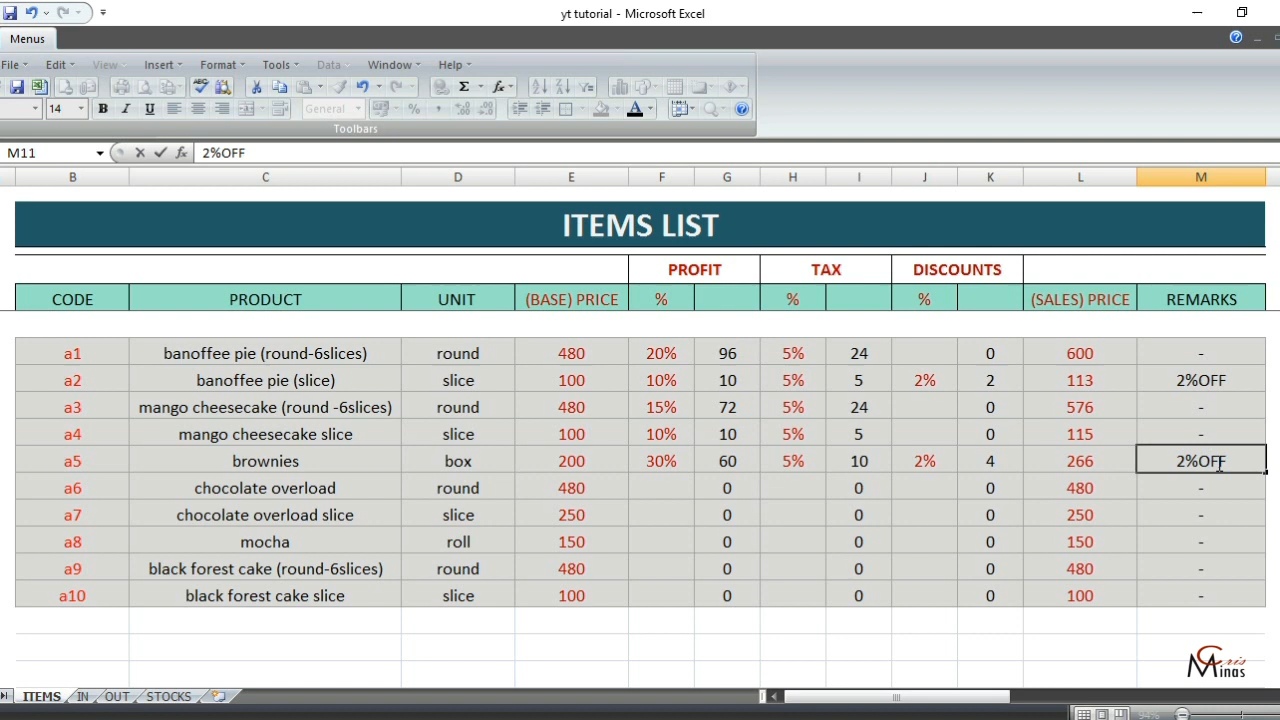 yt tutorial - Microsoft Excel
Menus
File Edit View Insert Format Tools Data Window Help
14 B I U General
Toolbars
M11 2%OFF
B C D E F G H I J K L M
ITEMS LIST
PROFIT TAX DISCOUNTS
CODE PRODUCT UNIT (BASE) PRICE % % % (SALES) PRICE REMARKS
a1 banoffee pie (round-6slices) round 480 20% 96 5% 24 0 600 -
a2 banoffee pie (slice) slice 100 10% 10 5% 5 2% 2 113 2%OFF
a3 mango cheesecake (round -6slices) round 480 15% 72 5% 24 0 576 -
a4 mango cheesecake slice slice 100 10% 10 5% 5 0 115 -
a5 brownies box 200 30% 60 5% 10 2% 4 266 2%OFF
a6 chocolate overload round 480 0 0 0 480 -
a7 chocolate overload slice slice 250 0 0 0 250 -
a8 mocha roll 150 0 0 0 150 -
a9 black forest cake (round-6slices) round 480 0 0 0 480 -
a10 black forest cake slice slice 100 0 0 0 100 -
Cris
Minas
ITEMS IN OUT STOCKS
94%